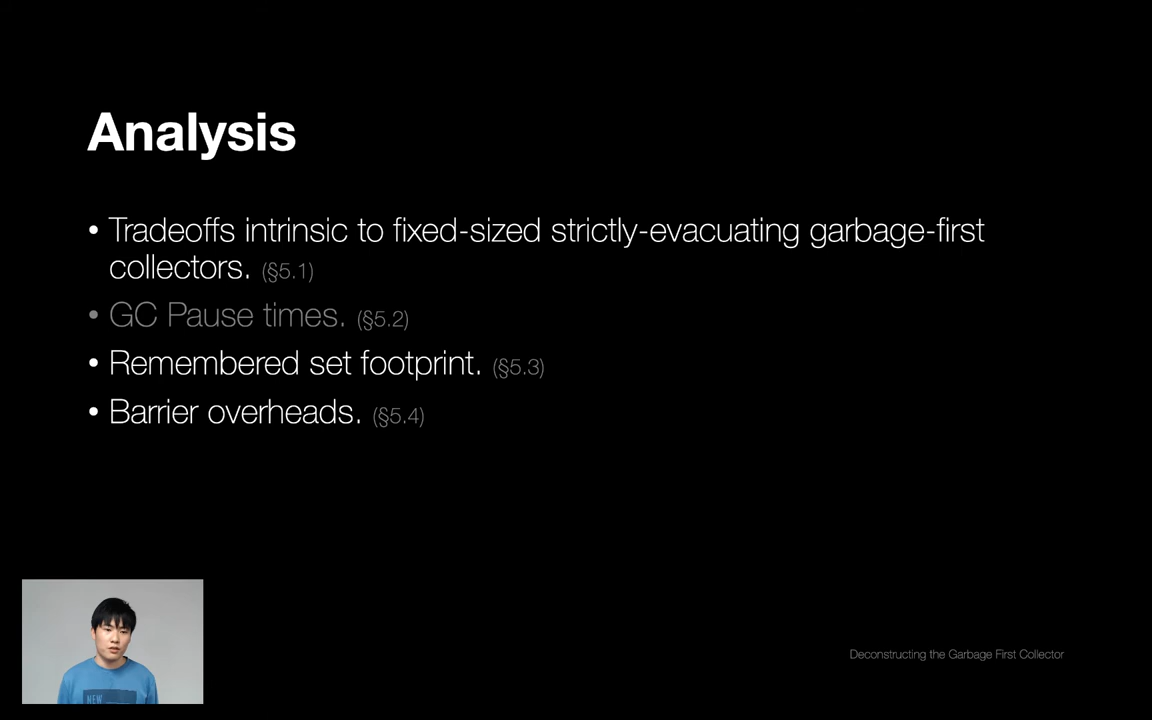 Analysis
• Tradeoffs intrinsic to fixed-sized strictly-evacuating garbage-first
collectors. (§5.1)
• GC Pause times. (§5.2)
• Remembered set footprint. (§5.3)
• Barrier overheads. (§5.4)
NEW
Deconstructing the Garbage First Collector